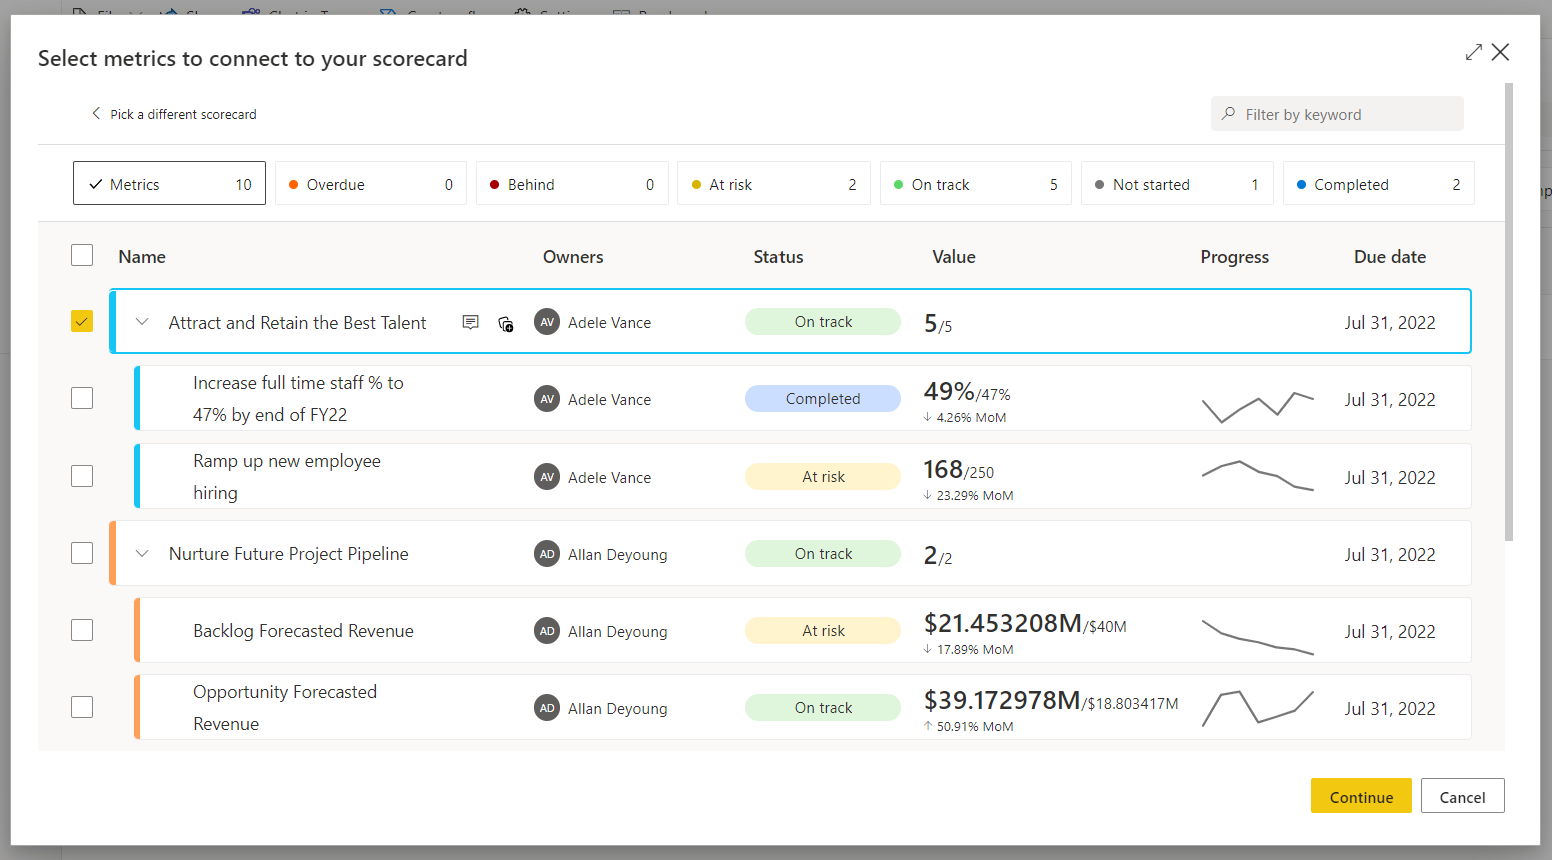 Select metrics to connect to your scorecard
Pick a different scorecard
Filter by keyword
Metrics 10
Overdue 0
Behind 0
At risk 2
On track 5
Not started 1
Completed 2
Name Owners Status Value Progress Due date
Attract and Retain the Best Talent AV Adele Vance On track 5/5 Jul 31, 2022
Increase full time staff % to
47% by end of FY22
AV Adele Vance Completed 49%/47% Jul 31, 2022
↓ 4.26% MoM
Ramp up new employee
hiring
AV Adele Vance At risk 168/250 Jul 31, 2022
↓ 23.29% MoM
Nurture Future Project Pipeline AD Allan Deyoung On track 2/2 Jul 31, 2022
Backlog Forecasted Revenue AD Allan Deyoung At risk $21.453208M/$40M Jul 31, 2022
↓ 17.89% MoM
Opportunity Forecasted
Revenue
AD Allan Deyoung On track $39.172978M/$18.803417M Jul 31, 2022
↑ 50.91% MoM
Continue Cancel